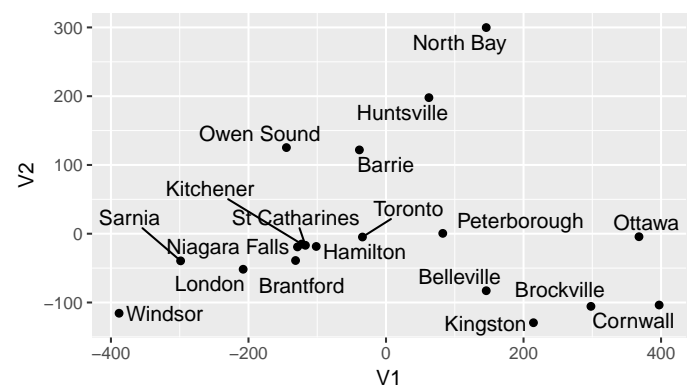 300
North Bay
200
Huntsville
Owen Sound
100
Barrie
V2
Kitchener
Sarnia
St Catharines
Toronto
Peterborough
Ottawa
0
Niagara Falls
Hamilton
London
Brantford
Belleville
Brockville
−100
Windsor
Kingston
Cornwall
−400
−200
0
200
400
V1